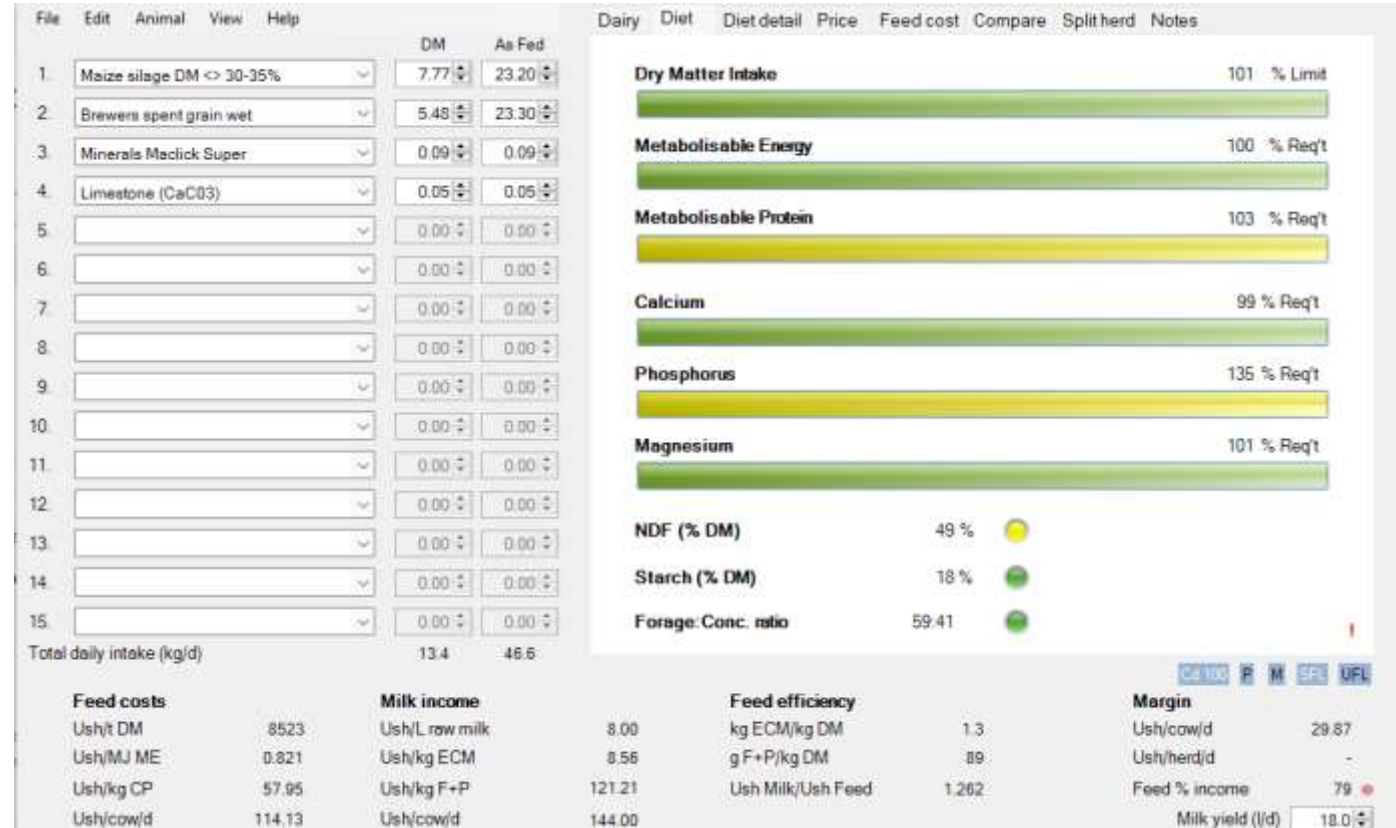 File Edit Animal View Help
DM As Fed
1. Maize silage DM <> 30-35% 7.77 23.20
2. Brewers spent grain wet 5.48 23.30
3. Minerals Maclick Super 0.09 0.09
4. Limestone (CaC03) 0.05 0.05
5. 0.00 0.00
6. 0.00 0.00
7. 0.00 0.00
8. 0.00 0.00
9. 0.00 0.00
10. 0.00 0.00
11. 0.00 0.00
12. 0.00 0.00
13. 0.00 0.00
14. 0.00 0.00
15. 0.00 0.00
Total daily intake (kg/d) 13.4 46.6
Dairy Diet Diet detail Price Feed cost Compare Split herd Notes
Dry Matter Intake 101 % Limit
Metabolisable Energy 100 % Req't
Metabolisable Protein 103 % Req't
Calcium 99 % Req't
Phosphorus 135 % Req't
Magnesium 101 % Req't
NDF (% DM) 49 %
Starch (% DM) 18 %
Forage:Conc. ratio 59:41
!
P M SFL UFL
Feed costs Milk income Feed efficiency Margin
Ush/t DM 8523 Ush/L raw milk 8.00 kg ECM/kg DM 1.3 Ush/cow/d 29.87
Ush/MJ ME 0.821 Ush/kg ECM 8.56 g F+P/kg DM 89 Ush/herd/d -
Ush/kg CP 57.95 Ush/kg F+P 121.21 Ush Milk/Ush Feed 1.262 Feed % income 79
Ush/cow/d 114.13 Ush/cow/d 144.00 Milk yield (l/d) 18.0